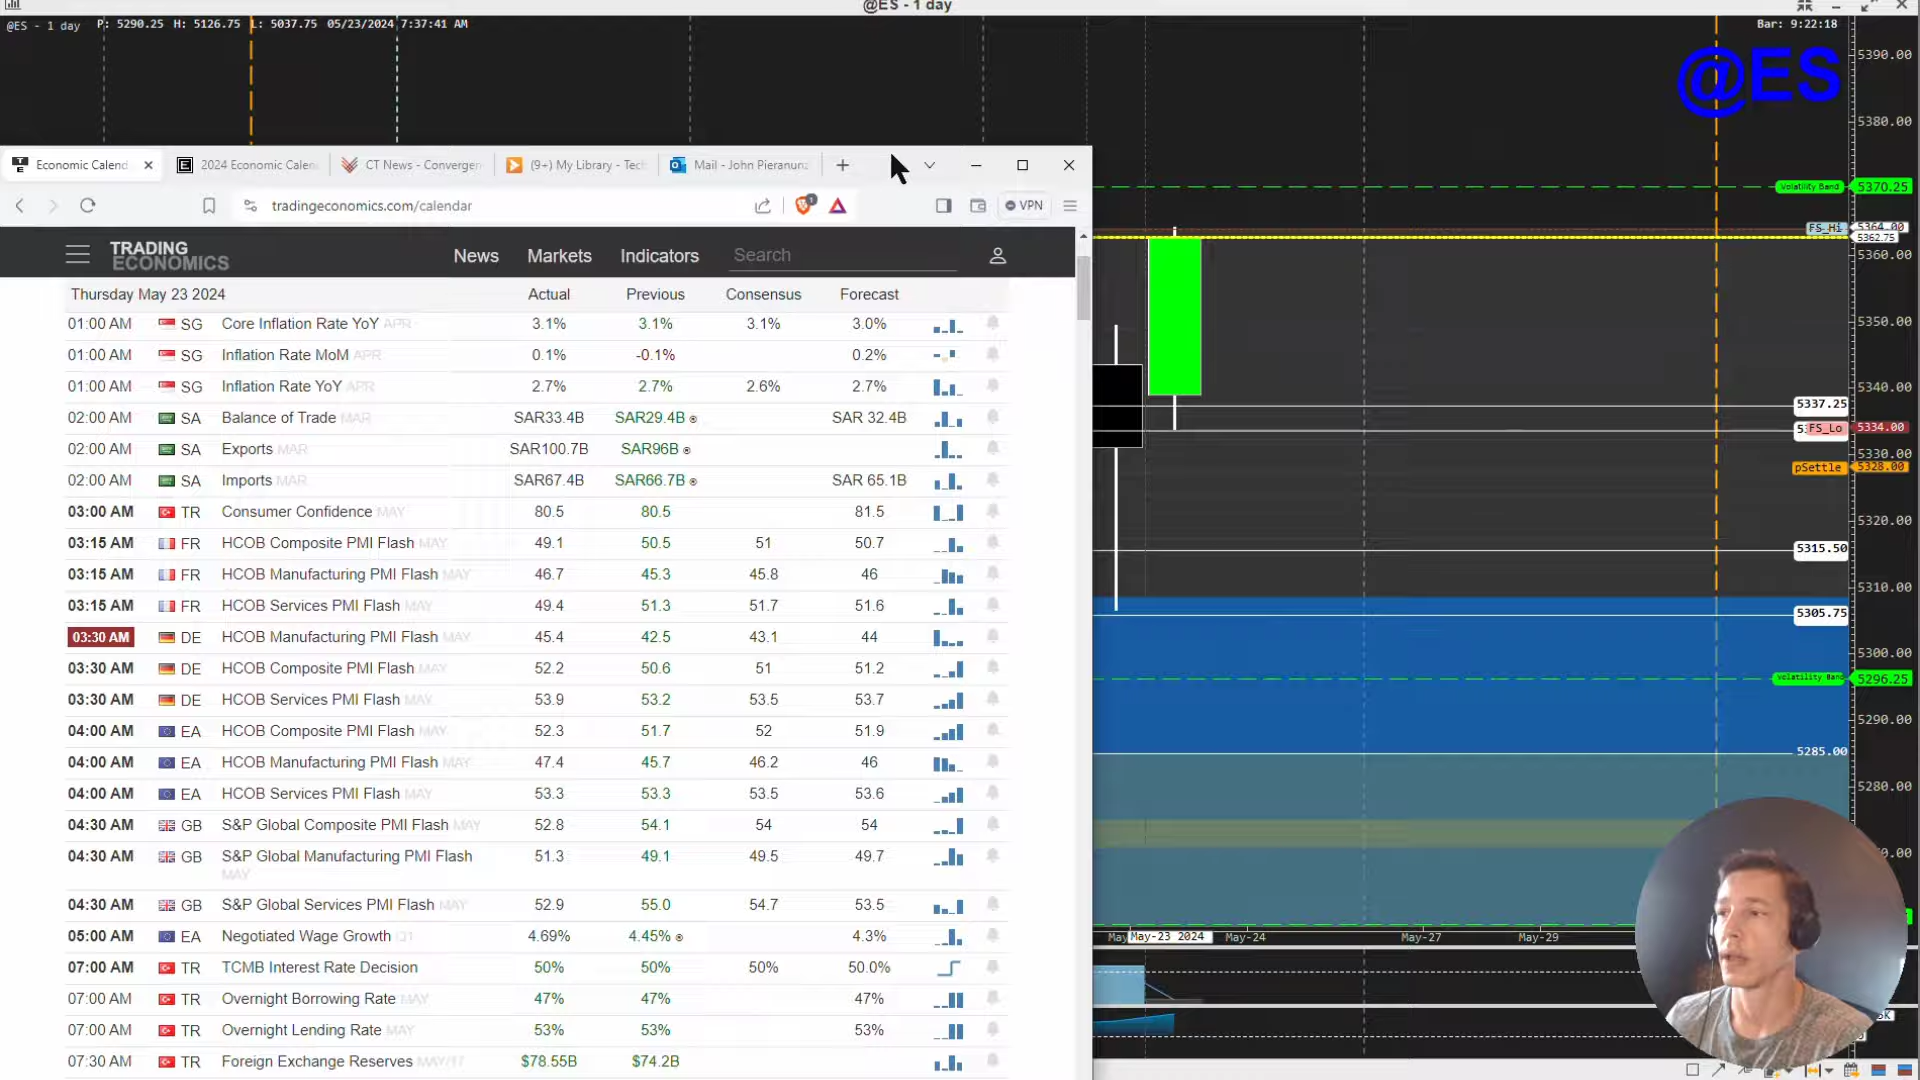 @ES - 1 day
@ES - 1 day P: 5290.25 H: 5126.75 L: 5037.75 05/23/2024 7:37:41 AM
Bar: 9:22:18
@ES
Economic Calend
2024 Economic Calen
CT News - Convergen
(9+) My Library - Tech
Mail - John Pieranunz
tradingeconomics.com/calendar
1
VPN
TRADING ECONOMICS
News Markets Indicators Search
Thursday May 23 2024 Actual Previous Consensus Forecast
01:00 AM SG Core Inflation Rate YoY APR 3.1% 3.1% 3.1% 3.0%
01:00 AM SG Inflation Rate MoM APR 0.1% -0.1% 0.2%
01:00 AM SG Inflation Rate YoY APR 2.7% 2.7% 2.6% 2.7%
02:00 AM SA Balance of Trade MAR SAR33.4B SAR29.4B ® SAR 32.4B
02:00 AM SA Exports MAR SAR100.7B SAR96B ®
02:00 AM SA Imports MAR SAR67.4B SAR66.7B ® SAR 65.1B
03:00 AM TR Consumer Confidence MAY 80.5 80.5 81.5
03:15 AM FR HCOB Composite PMI Flash MAY 49.1 50.5 51 50.7
03:15 AM FR HCOB Manufacturing PMI Flash MAY 46.7 45.3 45.8 46
03:15 AM FR HCOB Services PMI Flash MAY 49.4 51.3 51.7 51.6
03:30 AM DE HCOB Manufacturing PMI Flash MAY 45.4 42.5 43.1 44
03:30 AM DE HCOB Composite PMI Flash MAY 52.2 50.6 51 51.2
03:30 AM DE HCOB Services PMI Flash MAY 53.9 53.2 53.5 53.7
04:00 AM EA HCOB Composite PMI Flash MAY 52.3 51.7 52 51.9
04:00 AM EA HCOB Manufacturing PMI Flash MAY 47.4 45.7 46.2 46
04:00 AM EA HCOB Services PMI Flash MAY 53.3 53.3 53.5 53.6
04:30 AM GB S&P Global Composite PMI Flash MAY 52.8 54.1 54 54
04:30 AM GB S&P Global Manufacturing PMI Flash 51.3 49.1 49.5 49.7
MAY
04:30 AM GB S&P Global Services PMI Flash MAY 52.9 55.0 54.7 53.5
05:00 AM EA Negotiated Wage Growth Q1 4.69% 4.45% ® 4.3%
07:00 AM TR TCMB Interest Rate Decision 50% 50% 50% 50.0%
07:00 AM TR Overnight Borrowing Rate MAY 47% 47% 47%
07:00 AM TR Overnight Lending Rate MAY 53% 53% 53%
07:30 AM TR Foreign Exchange Reserves MAY/17 $78.55B $74.2B
5390.00
5380.00
Volatility Band 5370.25
FS_Hi 5364.00
5362.75
5360.00
5350.00
5340.00
5337.25
FS_Lo 5334.00
5330.00
pSettle 5328.00
5320.00
5315.50
5310.00
5305.75
5300.00
Volatility Band 5296.25
5290.00
5285.00
5280.00
May-23 2024 May-24 May-27 May-29